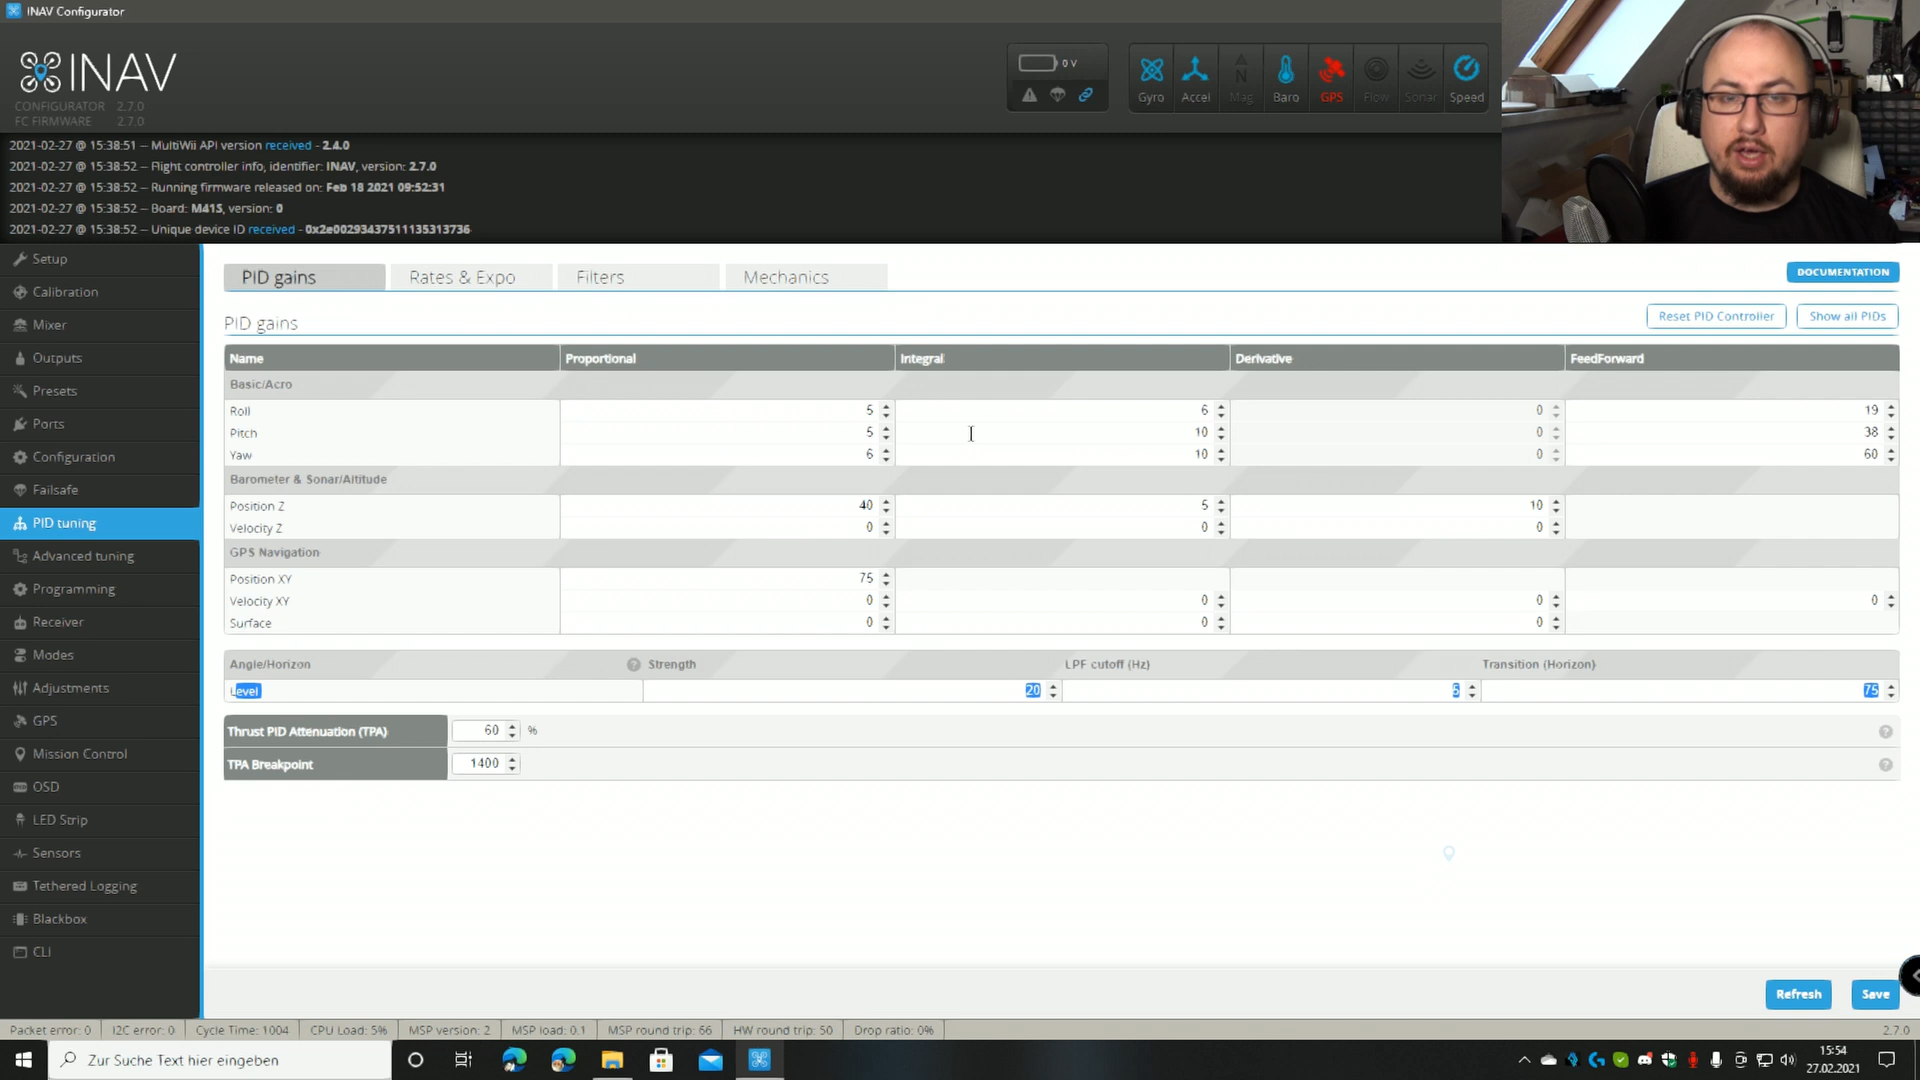 INAV Configurator
INAV
CONFIGURATOR 2.7.0
FC FIRMWARE 2.7.0
0 V
Gyro Accel Mag Baro GPS Flow Sonar Speed
2021-02-27 @ 15:38:51 -- MultiWii API version received - 2.4.0
2021-02-27 @ 15:38:52 -- Flight controller info, identifier: INAV, version: 2.7.0
2021-02-27 @ 15:38:52 -- Running firmware released on: Feb 18 2021 09:52:31
2021-02-27 @ 15:38:52 -- Board: M41S, version: 0
2021-02-27 @ 15:38:52 -- Unique device ID received - 0x2e00293437511135313736
Setup
Calibration
Mixer
Outputs
Presets
Ports
Configuration
Failsafe
PID tuning
Advanced tuning
Programming
Receiver
Modes
Adjustments
GPS
Mission Control
OSD
LED Strip
Sensors
Tethered Logging
Blackbox
CLI
PID gains Rates & Expo Filters Mechanics
DOCUMENTATION
PID gains
Reset PID Controller Show all PIDs
Name Proportional Integral Derivative FeedForward
Basic/Acro
Roll 5 6 0 19
Pitch 5 10 0 38
Yaw 6 10 0 60
Barometer & Sonar/Altitude
Position Z 40 5 10
Velocity Z 0 0 0
GPS Navigation
Position XY 75
Velocity XY 0 0 0 0
Surface 0 0 0
Angle/Horizon ? Strength LPF cutoff (Hz) Transition (Horizon)
Level 20 5 75
Thrust PID Attenuation (TPA) 60 % ?
TPA Breakpoint 1400 ?
Refresh Save
Packet error: 0 I2C error: 0 Cycle Time: 1004 CPU Load: 5% MSP version: 2 MSP load: 0.1 MSP round trip: 66 HW round trip: 50 Drop ratio: 0% 2.7.0
Zur Suche Text hier eingeben
15:54
27.02.2021